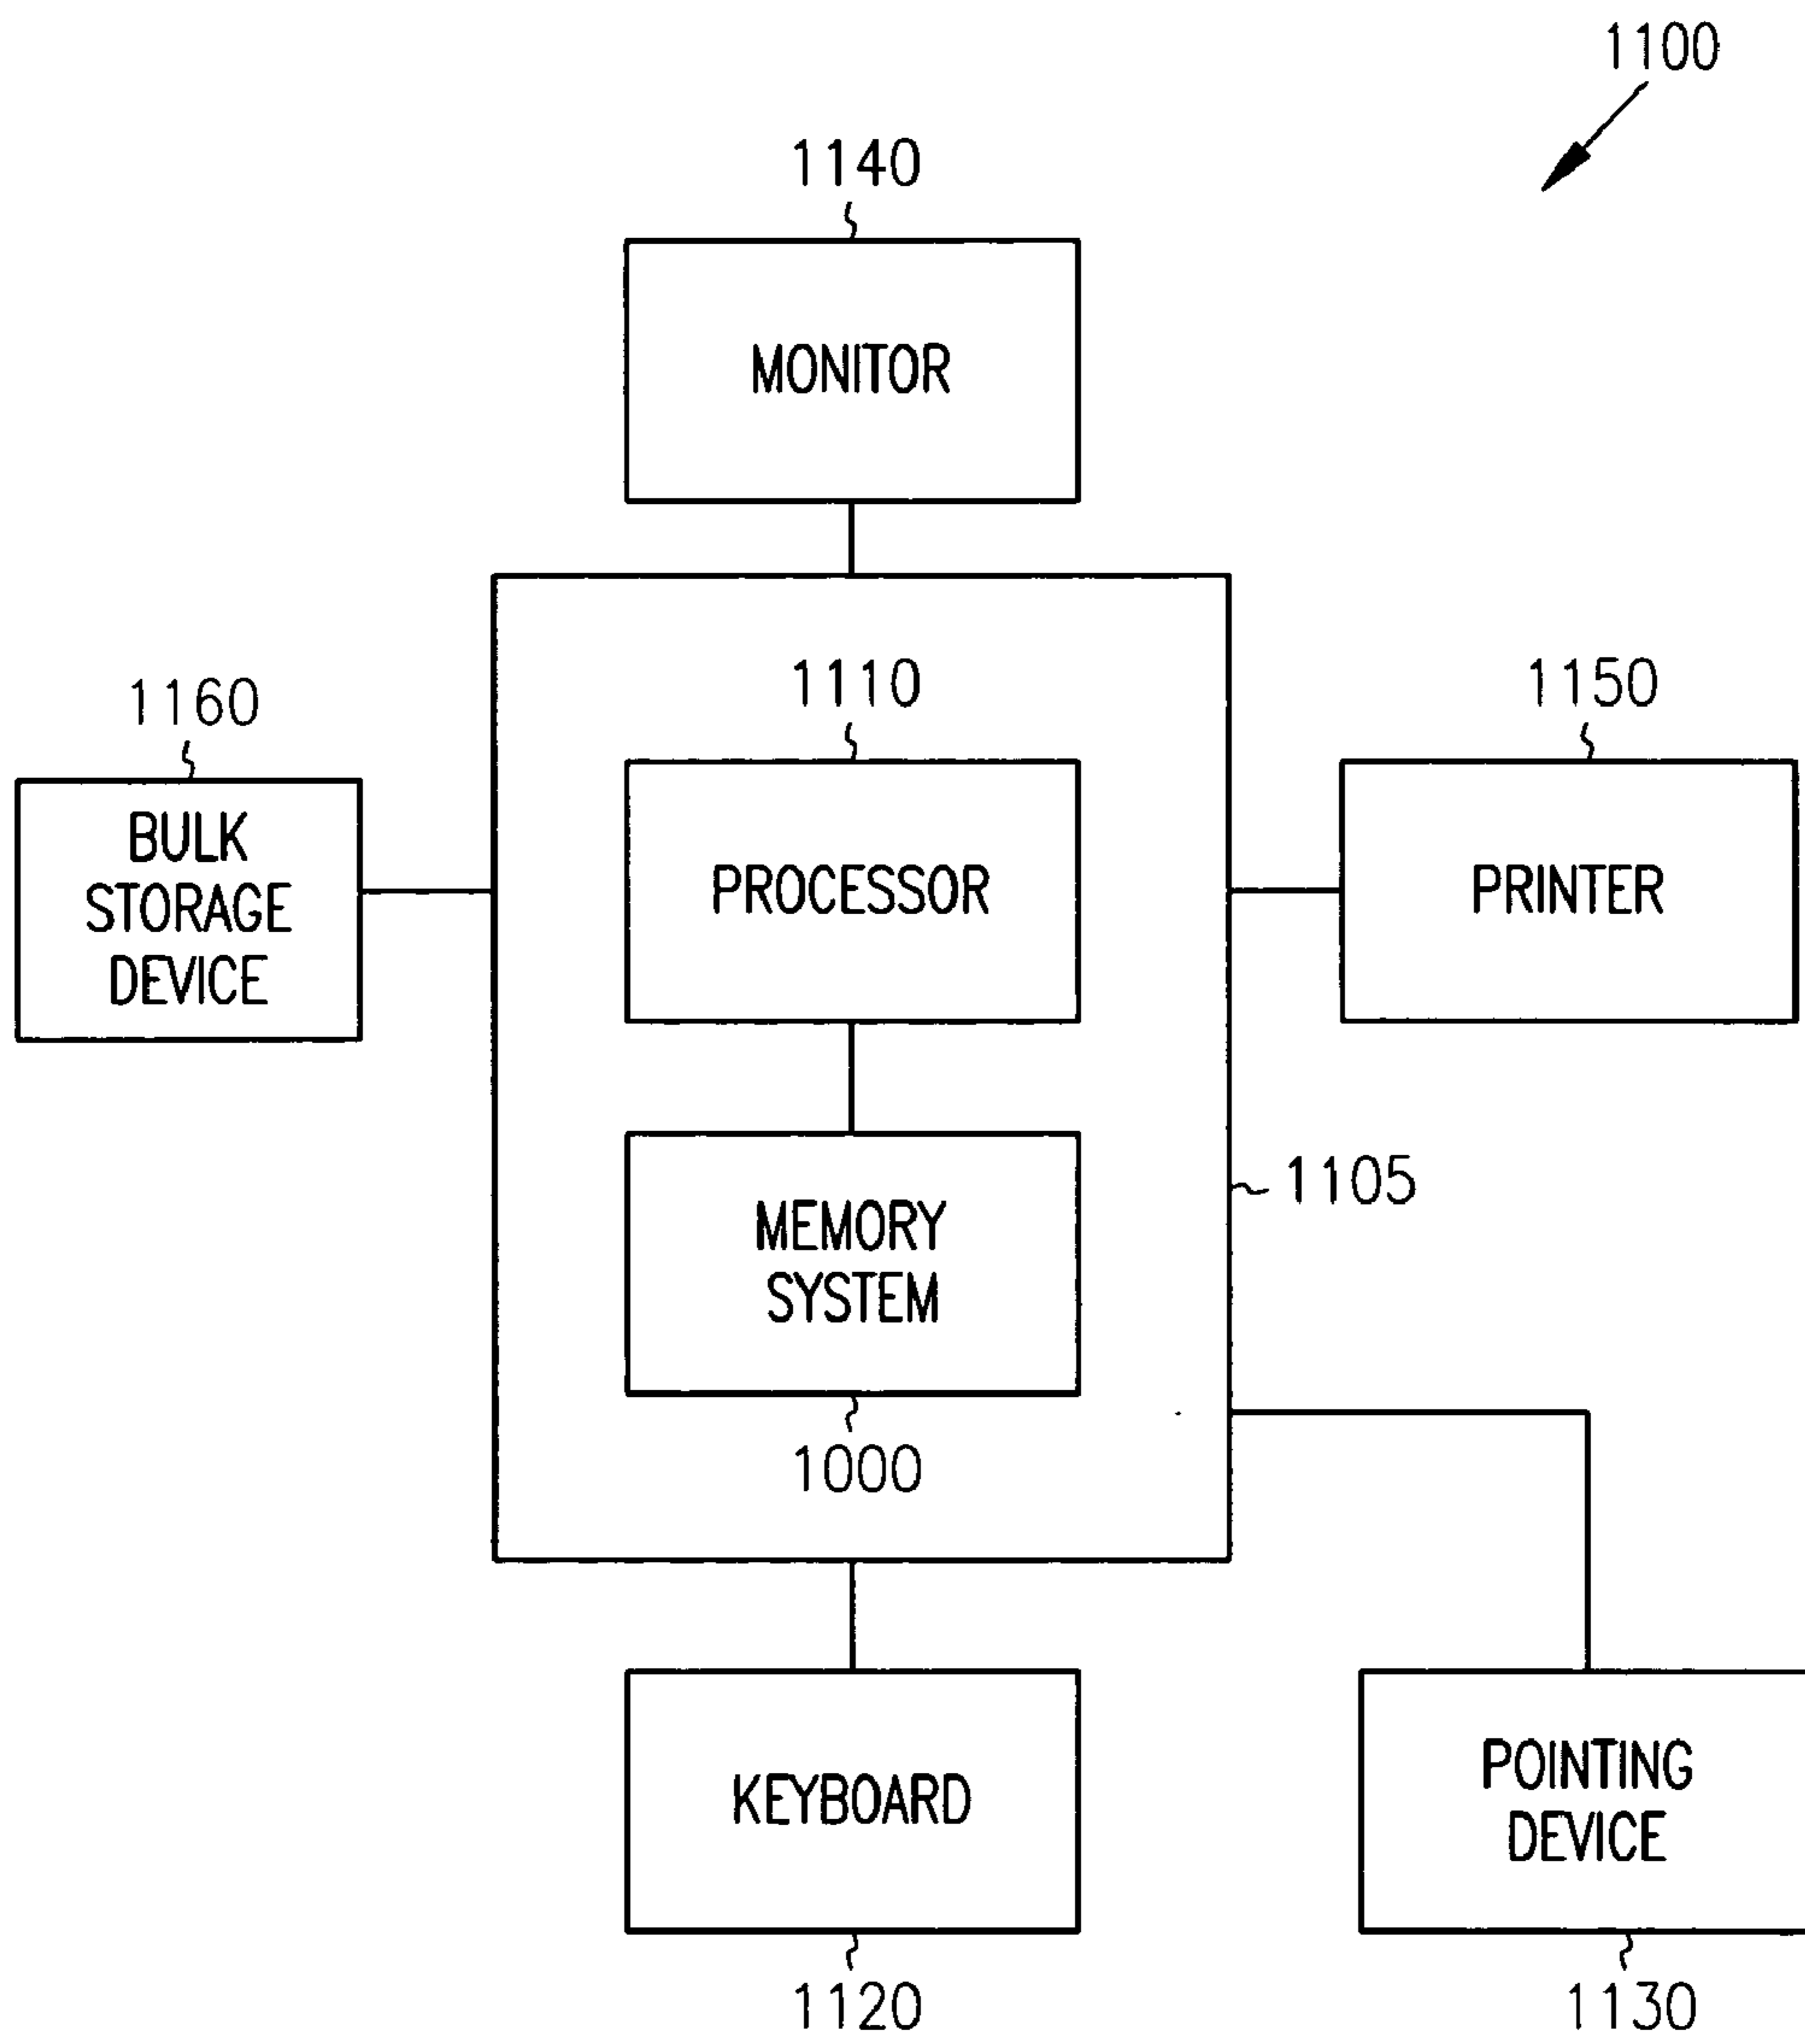 1100
1140
MONITOR
1160
BULK
STORAGE
DEVICE
1110
PROCESSOR
1150
PRINTER
1105
MEMORY
SYSTEM
1000
KEYBOARD
1120
POINTING
DEVICE
1130